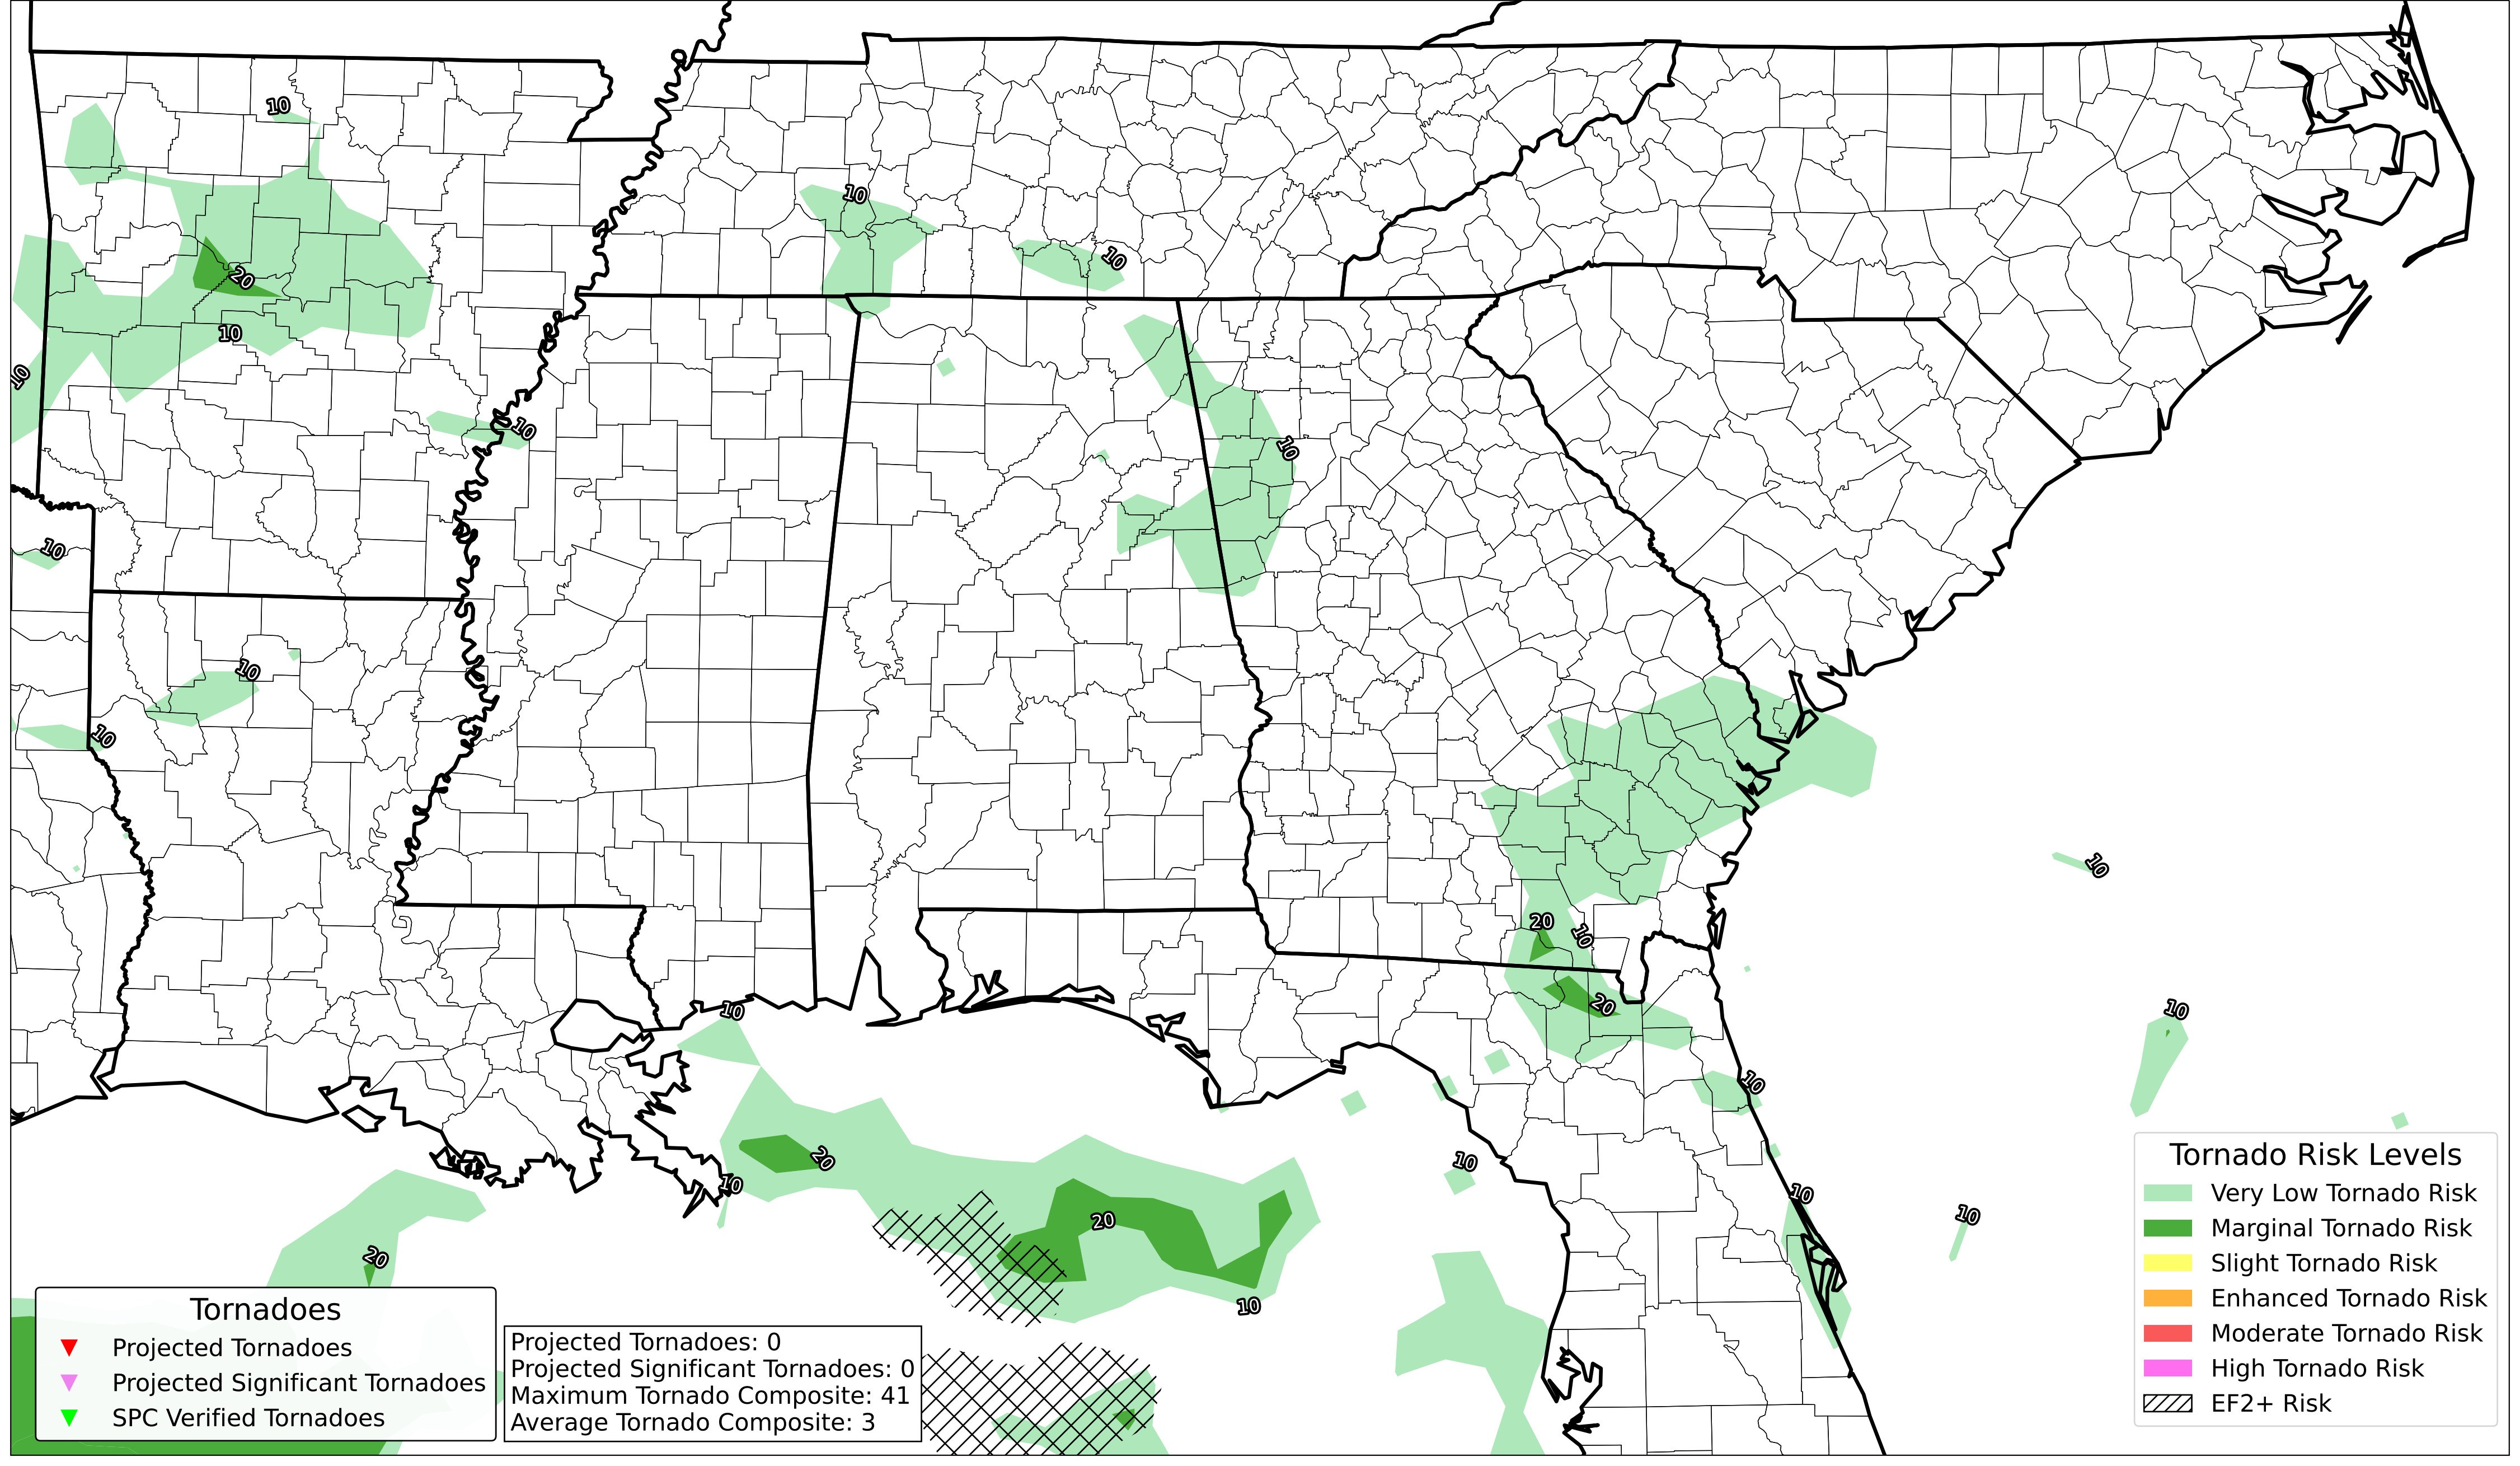 10
10
20
10
10
10
10
20
10
10
10
10
10
20
10
10
10
20
10
10
10
20
10
10
10
10
20
20
10
Tornado Risk Levels
Very Low Tornado Risk
Marginal Tornado Risk
Slight Tornado Risk
Enhanced Tornado Risk
Moderate Tornado Risk
High Tornado Risk
EF2+ Risk
Tornadoes
Projected Tornadoes
Projected Significant Tornadoes
SPC Verified Tornadoes
Projected Tornadoes: 0
Projected Significant Tornadoes: 0
Maximum Tornado Composite: 41
Average Tornado Composite: 3